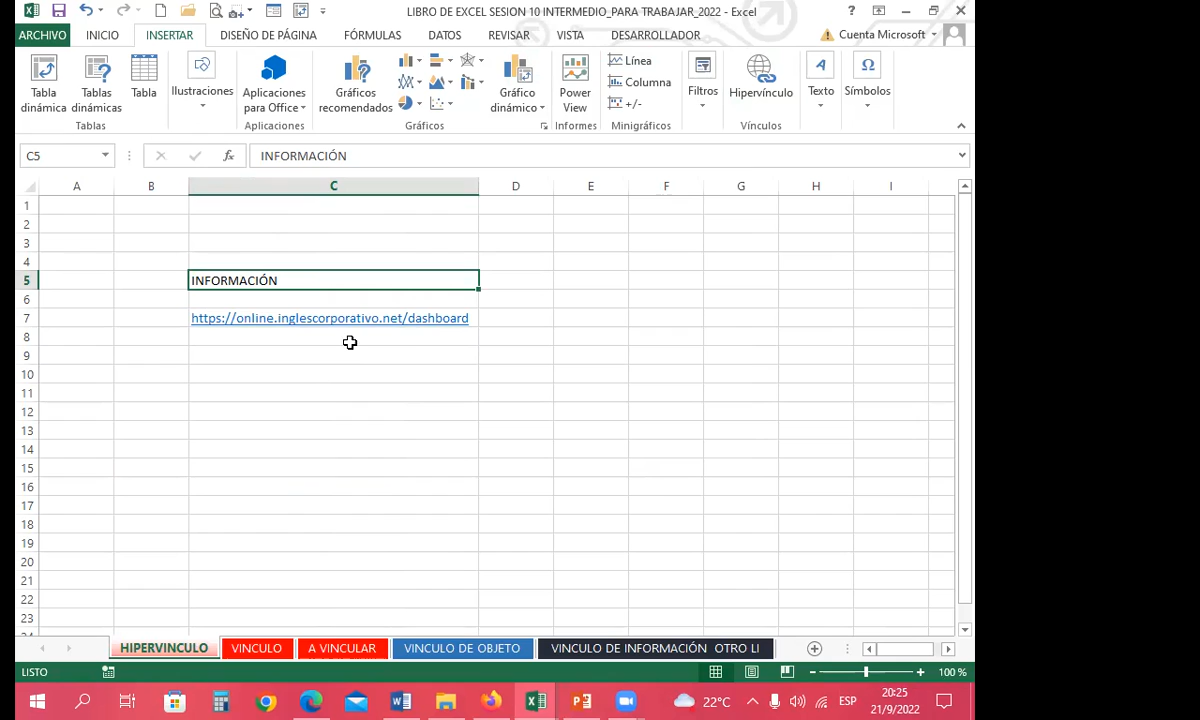 LIBRO DE EXCEL SESION 10 INTERMEDIO_PARA TRABAJAR_2022 - Excel
ARCHIVO INICIO INSERTAR DISEÑO DE PÁGINA FÓRMULAS DATOS REVISAR VISTA DESARROLLADOR Cuenta Microsoft
Tabla dinámica
Tablas dinámicas
Tabla
Tablas
Ilustraciones
Aplicaciones para Office
Aplicaciones
Gráficos recomendados
Gráfico dinámico
Gráficos
Power View
Informes
Línea
Columna
+/-
Minigráficos
Filtros
Hipervínculo
Vínculos
Texto
Símbolos
C5 fx INFORMACIÓN
A B C D E F G H I
1
2
3
4
5 INFORMACIÓN
6
7 https://online.inglescorporativo.net/dashboard
8
9
10
11
12
13
14
15
16
17
18
19
20
21
22
23
HIPERVINCULO VINCULO A VINCULAR VINCULO DE OBJETO VINCULO DE INFORMACIÓN OTRO LI
LISTO 100 %
22°C ESP 20:25
21/9/2022